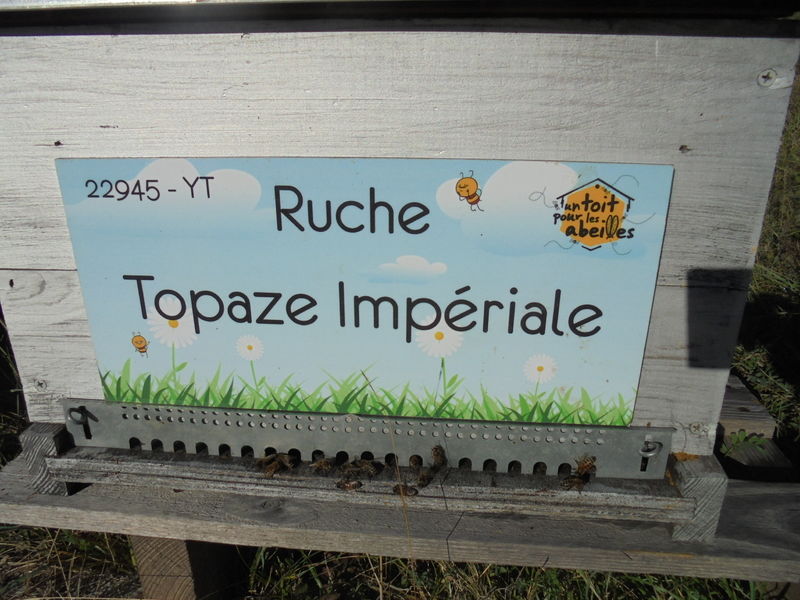 22945 - YT
Ruche
un toit
pour les
abeilles
Topaze Impériale